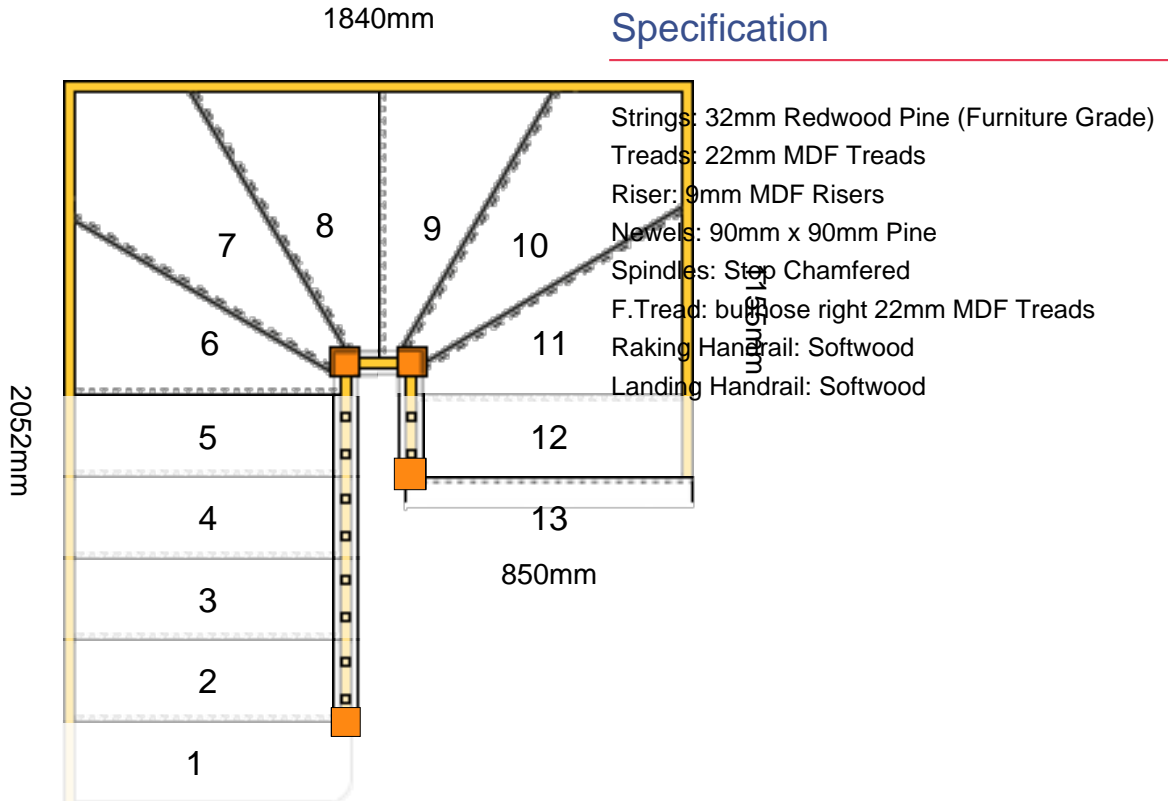 1840mm
Specification
Strings: 32mm Redwood Pine (Furniture Grade)
Treads: 22mm MDF Treads
Riser: 9mm MDF Risers
Newels: 90mm x 90mm Pine
Spindles: Stop Chamfered
F.Tread: bullnose right 22mm MDF Treads
Raking Handrail: Softwood
Landing Handrail: Softwood
1155mm
8
9
7
10
6
11
2052mm
5
12
4
13
850mm
3
2
1